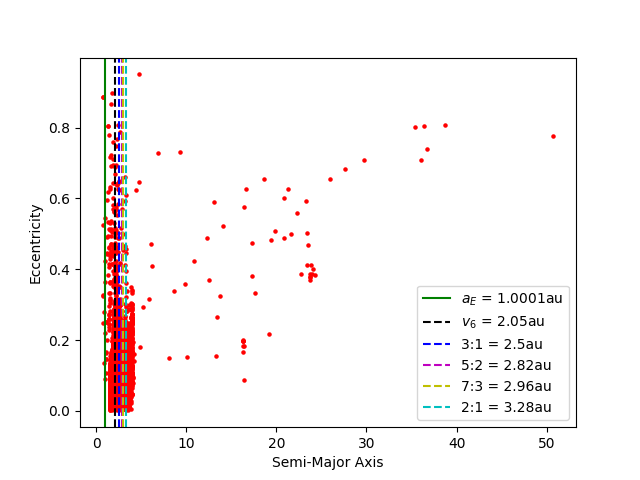 0.8
0.6
0.4
0.2
0.0
Eccentricity
0 10 20 30 40 50
Semi-Major Axis
a_E = 1.0001au
v_6 = 2.05au
3:1 = 2.5au
5:2 = 2.82au
7:3 = 2.96au
2:1 = 3.28au